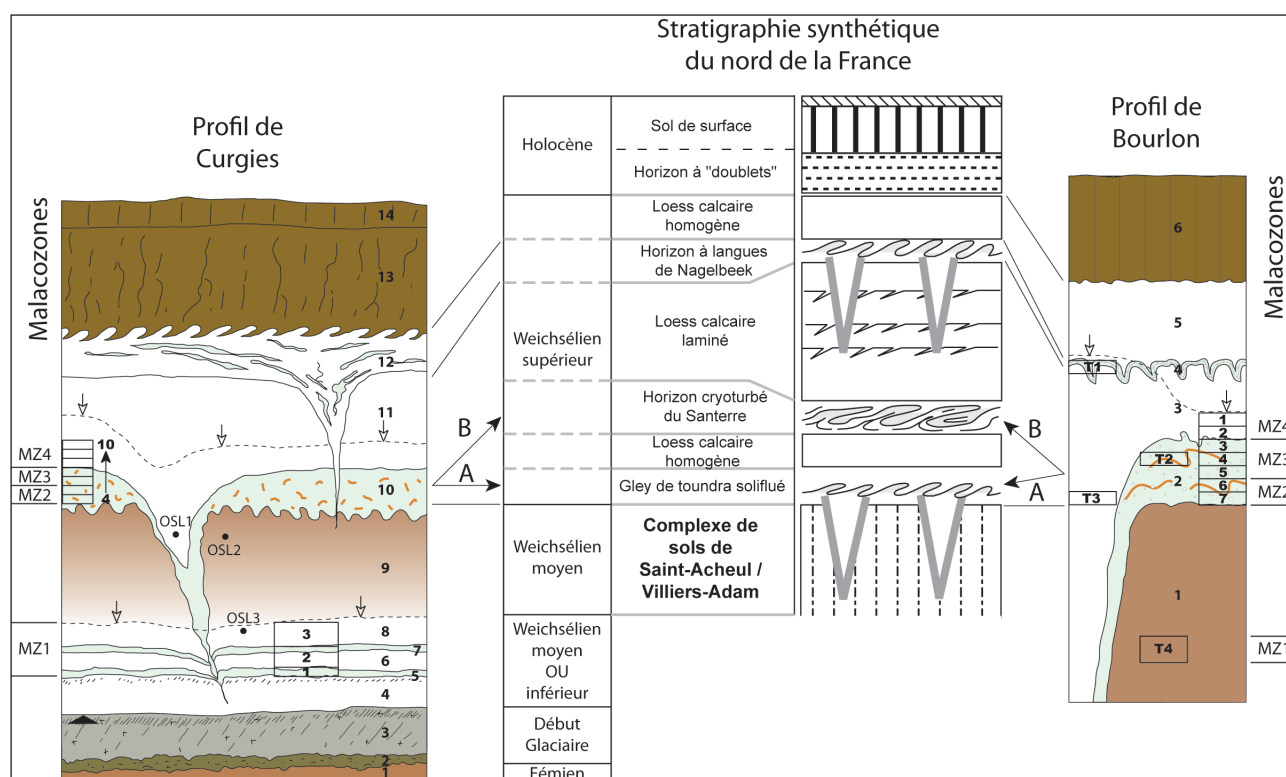 Stratigraphie synthétique
du nord de la France
Profil de
Curgies
Malacozones
14
13
12
11
10
MZ4
MZ3
MZ2
4
10
OSL1
OSL2
9
OSL3
MZ1
3
2
1
8
7
6
5
4
3
2
1
B
A
Holocène
Sol de surface
Horizon à "doublets"
Weichsélien
supérieur
Loess calcaire
homogène
Horizon à langues
de Nagelbeek
Loess calcaire
laminé
Horizon cryoturbé
du Santerre
Loess calcaire
homogène
Gley de toundra soliflué
Weichsélien
moyen
Complexe de
sols de
Saint-Acheul /
Villiers-Adam
Weichsélien
moyen
OU
inférieur
Début
Glaciaire
B
A
Profil de
Bourlon
Malacozones
6
5
T1
4
3
1
2
3
4
5
6
7
T2
2
T3
1
T4
MZ4
MZ3
MZ2
MZ1